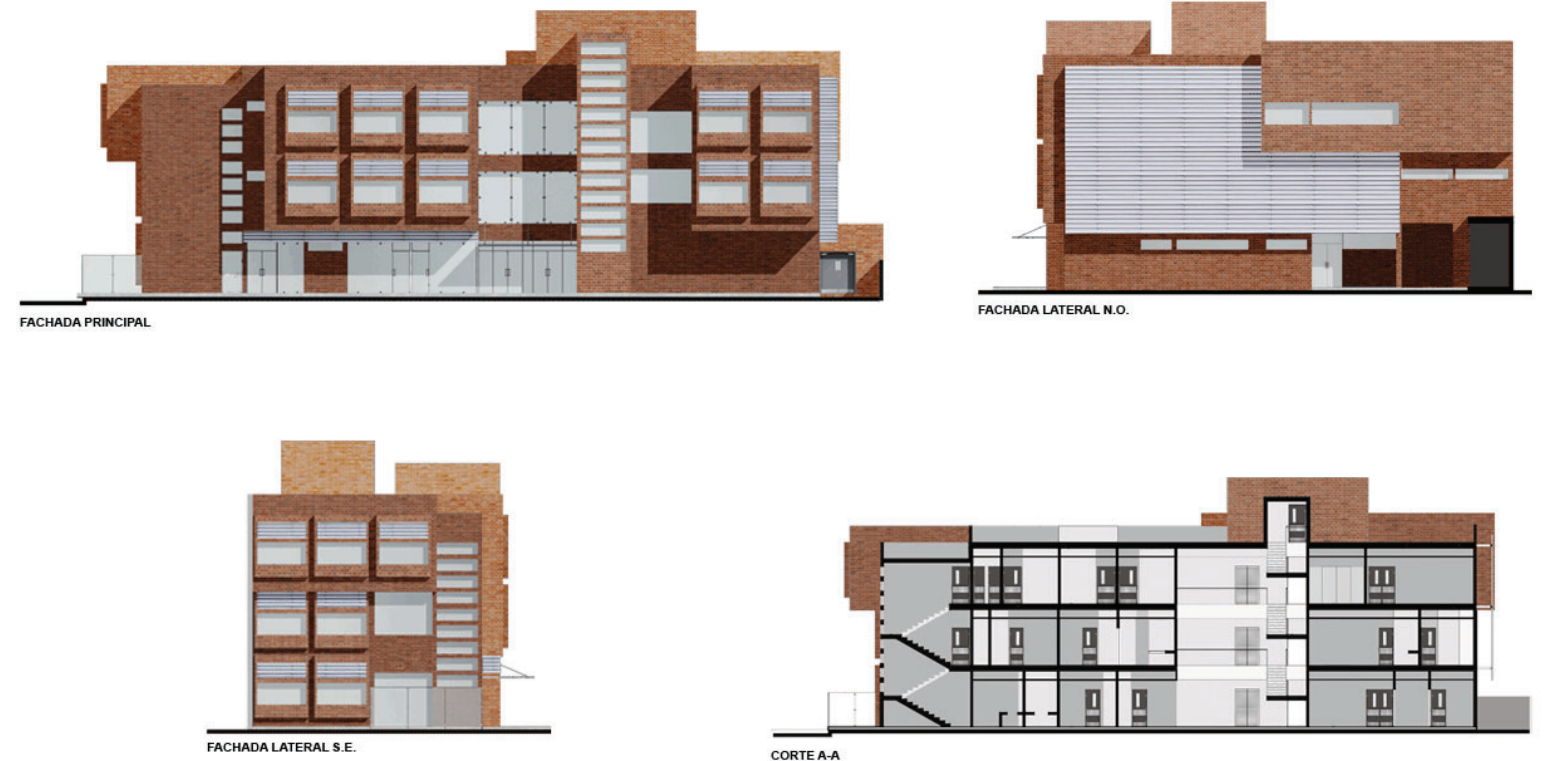 FACHADA PRINCIPAL
FACHADA LATERAL N.O.
FACHADA LATERAL S.E.
CORTE A-A